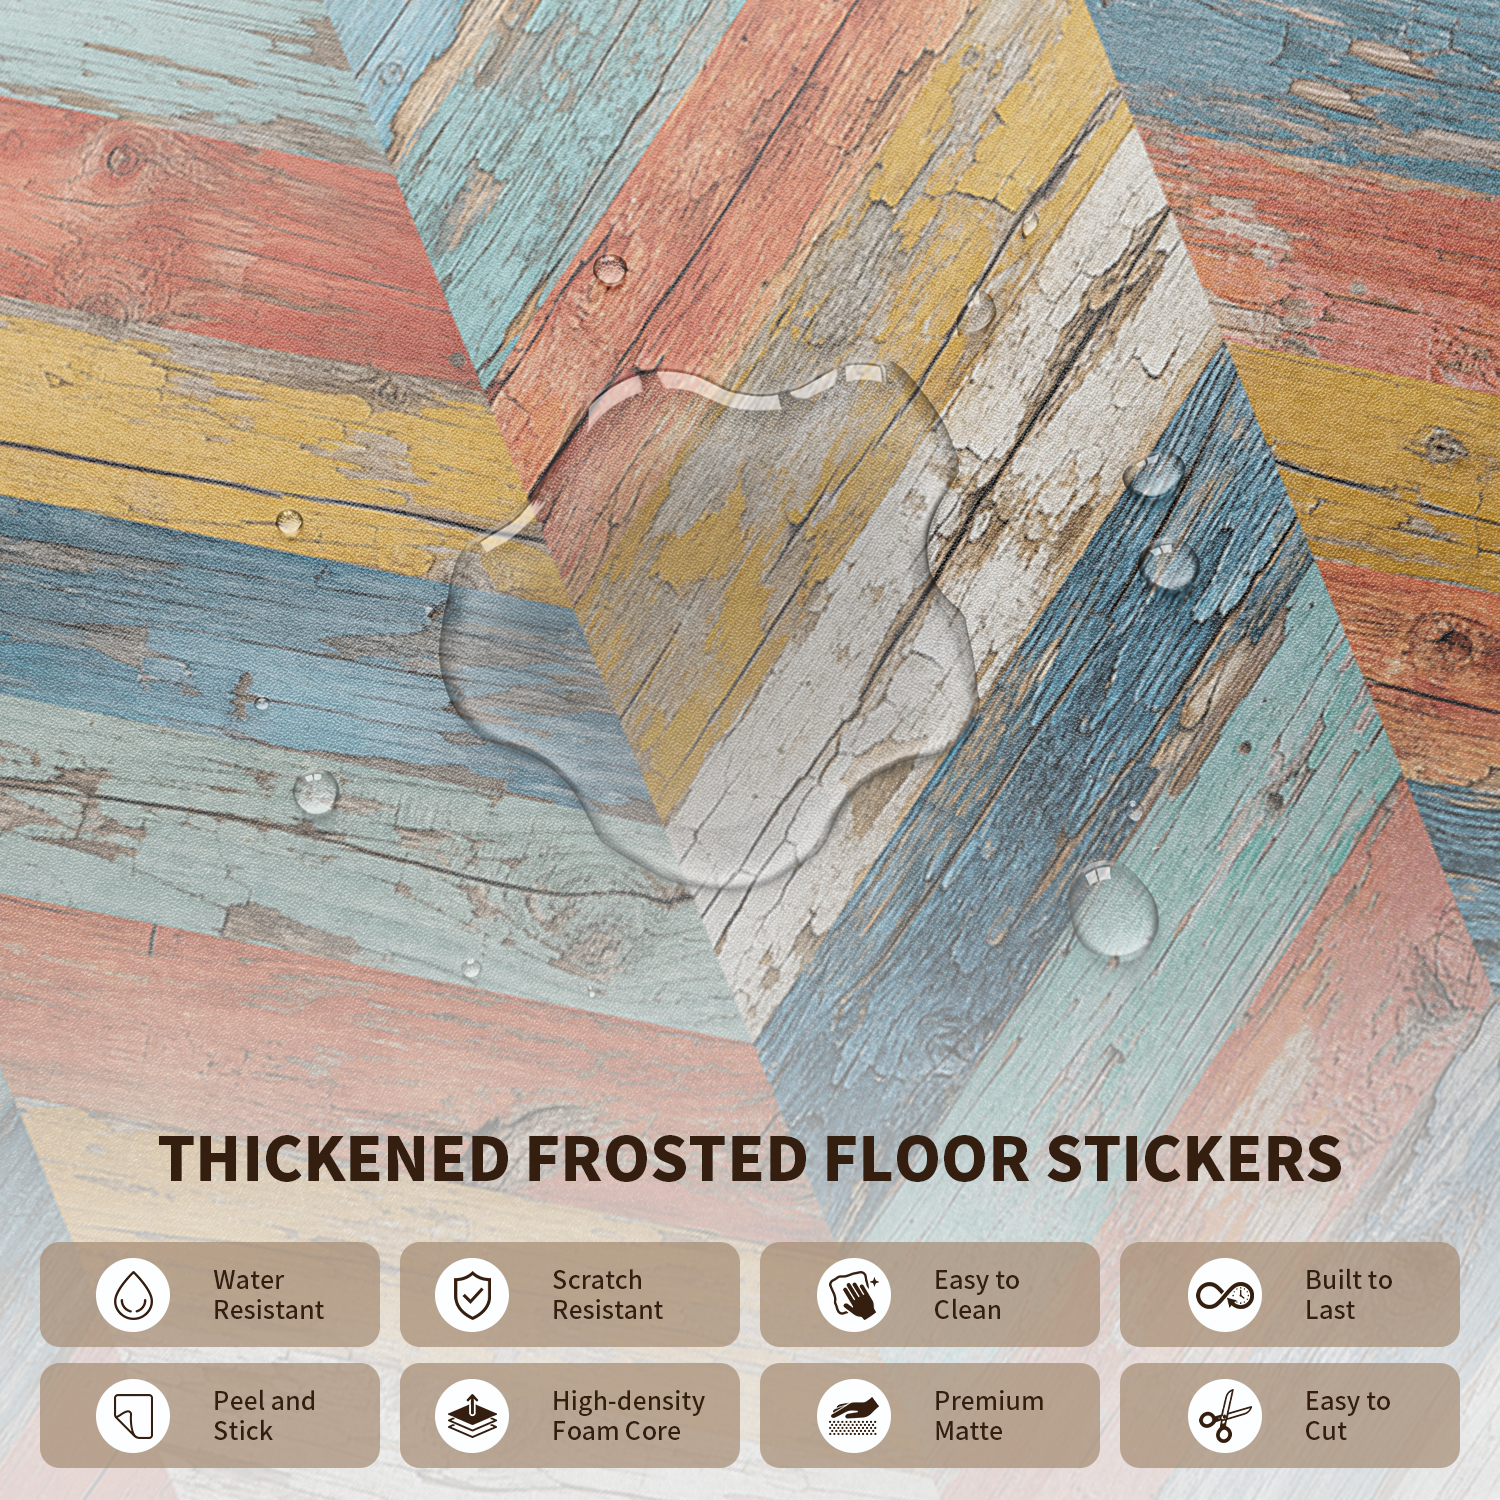 THICKENED FROSTED FLOOR STICKERS
Water
Resistant
Scratch
Resistant
Easy to
Clean
Built to
Last
Peel and
Stick
High-density
Foam Core
Premium
Matte
Easy to
Cut